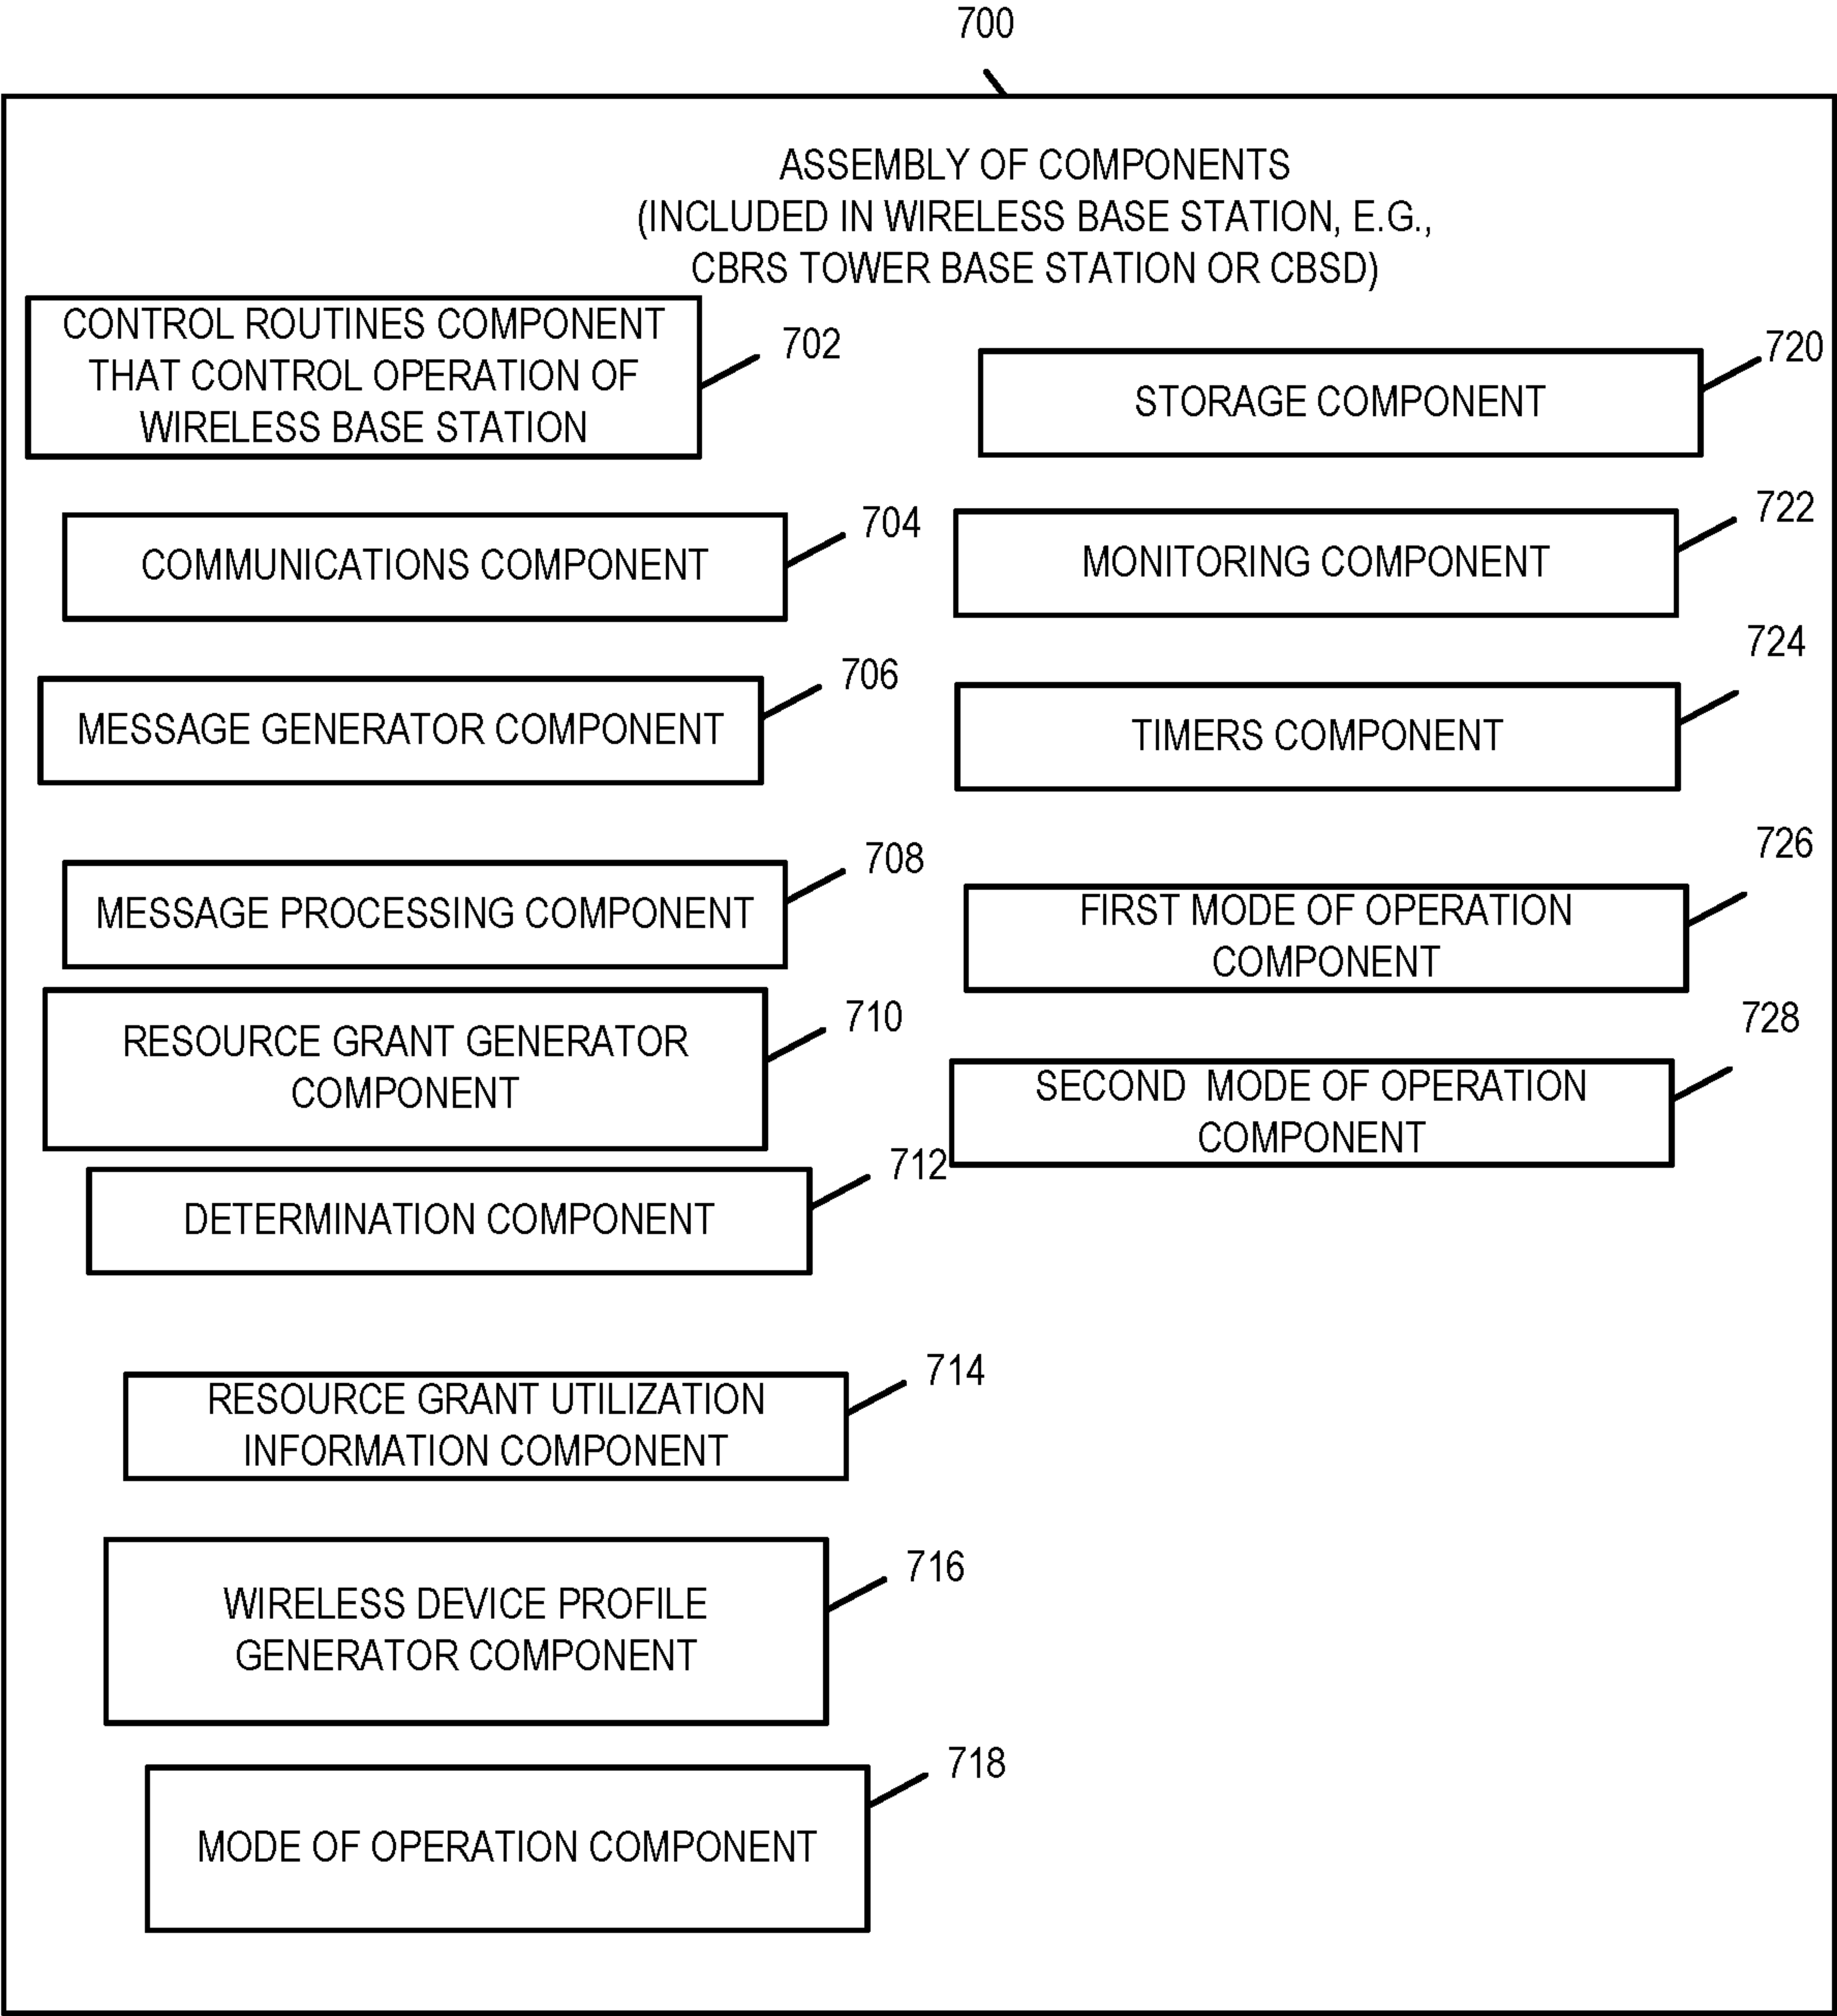 700
ASSEMBLY OF COMPONENTS
(INCLUDED IN WIRELESS BASE STATION, E.G.,
CBRS TOWER BASE STATION OR CBSD)
CONTROL ROUTINES COMPONENT
THAT CONTROL OPERATION OF
WIRELESS BASE STATION
702
COMMUNICATIONS COMPONENT
704
MESSAGE GENERATOR COMPONENT
706
MESSAGE PROCESSING COMPONENT
708
RESOURCE GRANT GENERATOR
COMPONENT
710
DETERMINATION COMPONENT
712
RESOURCE GRANT UTILIZATION
INFORMATION COMPONENT
714
WIRELESS DEVICE PROFILE
GENERATOR COMPONENT
716
MODE OF OPERATION COMPONENT
718
STORAGE COMPONENT
720
MONITORING COMPONENT
722
TIMERS COMPONENT
724
FIRST MODE OF OPERATION
COMPONENT
726
SECOND MODE OF OPERATION
COMPONENT
728